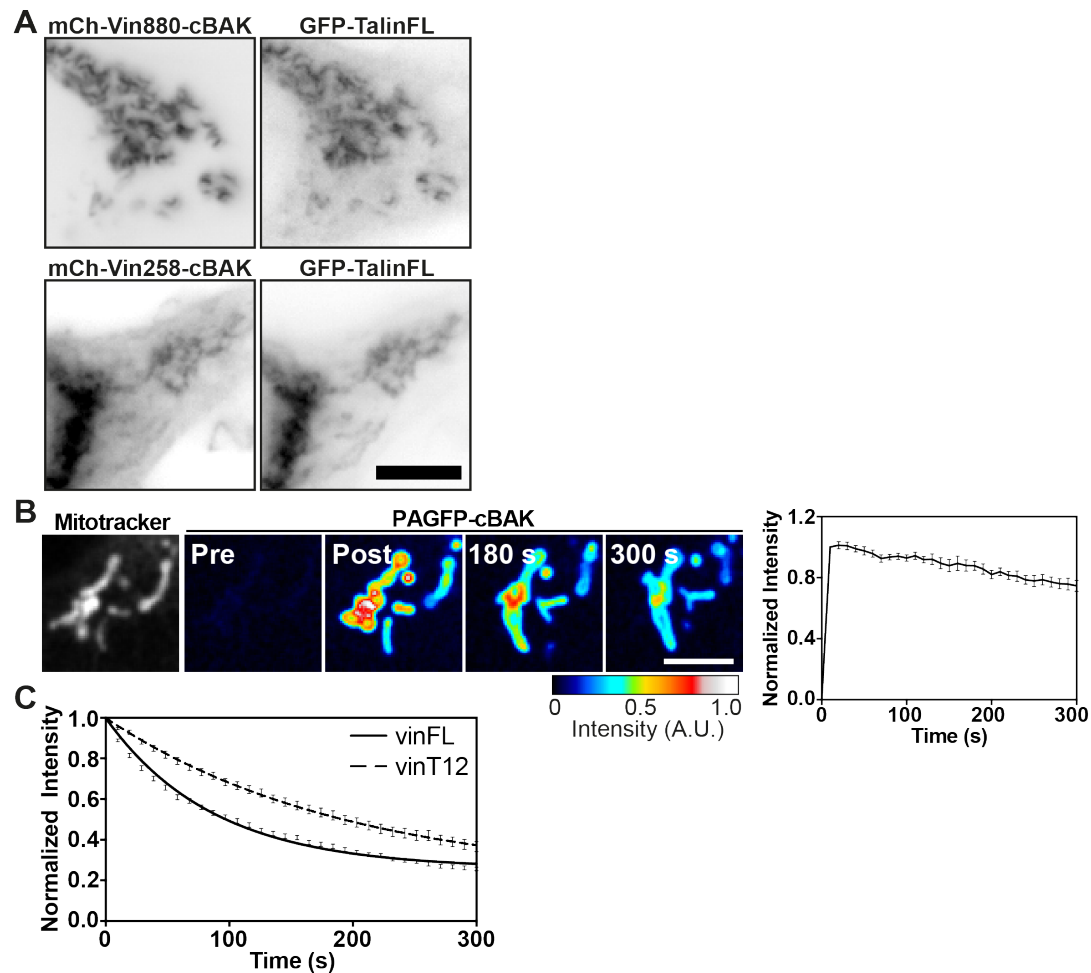 A
mCh-Vin880-cBAK GFP-TalinFL
mCh-Vin258-cBAK GFP-TalinFL
B
Mitotracker
PAGFP-cBAK
Pre Post 180 s 300 s
0 0.5 1.0
Intensity (A.U.)
Normalized Intensity
1.2
0.8
0.4
0.0
0 100 200 300
Time (s)
C
Normalized Intensity
1.0
0.8
0.6
0.4
0.2
0.0
vinFL
vinT12
0 100 200 300
Time (s)